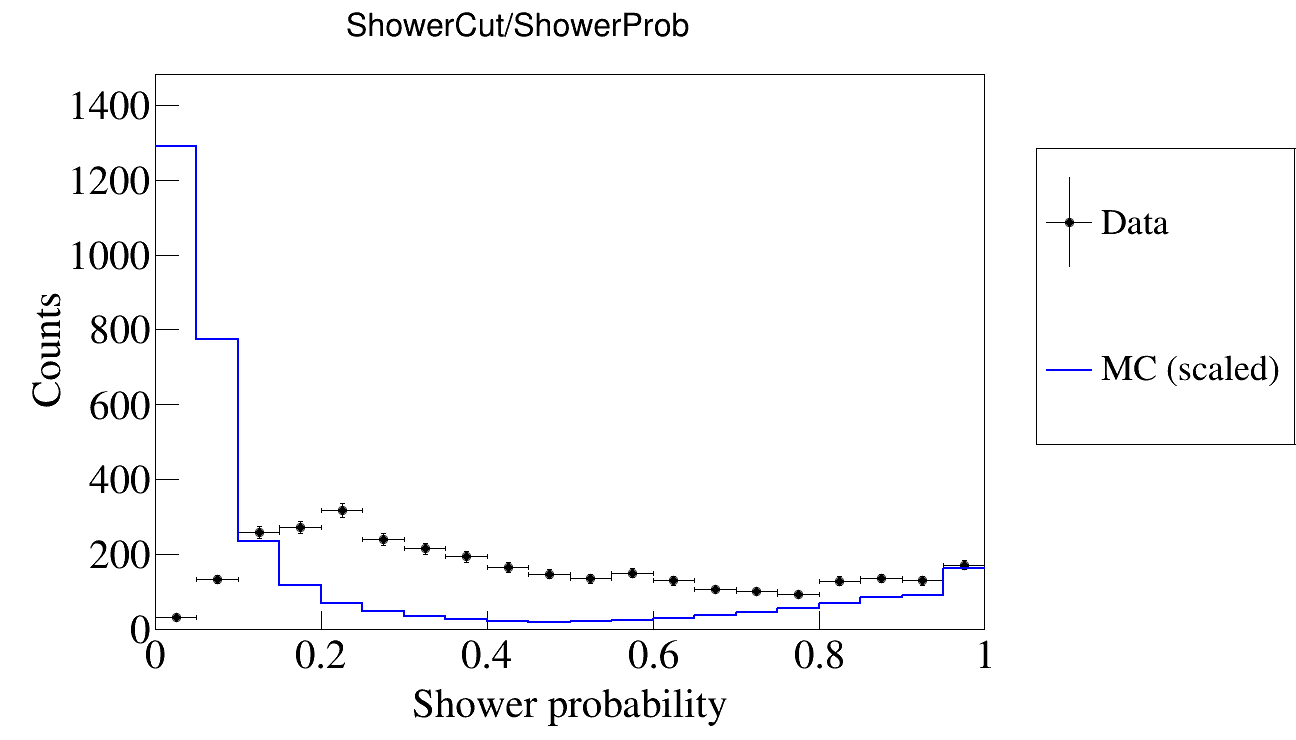 ShowerCut/ShowerProb
1400
1200
1000
800
600
400
200
0
Counts
0 0.2 0.4 0.6 0.8 1
Shower probability
Data
MC (scaled)